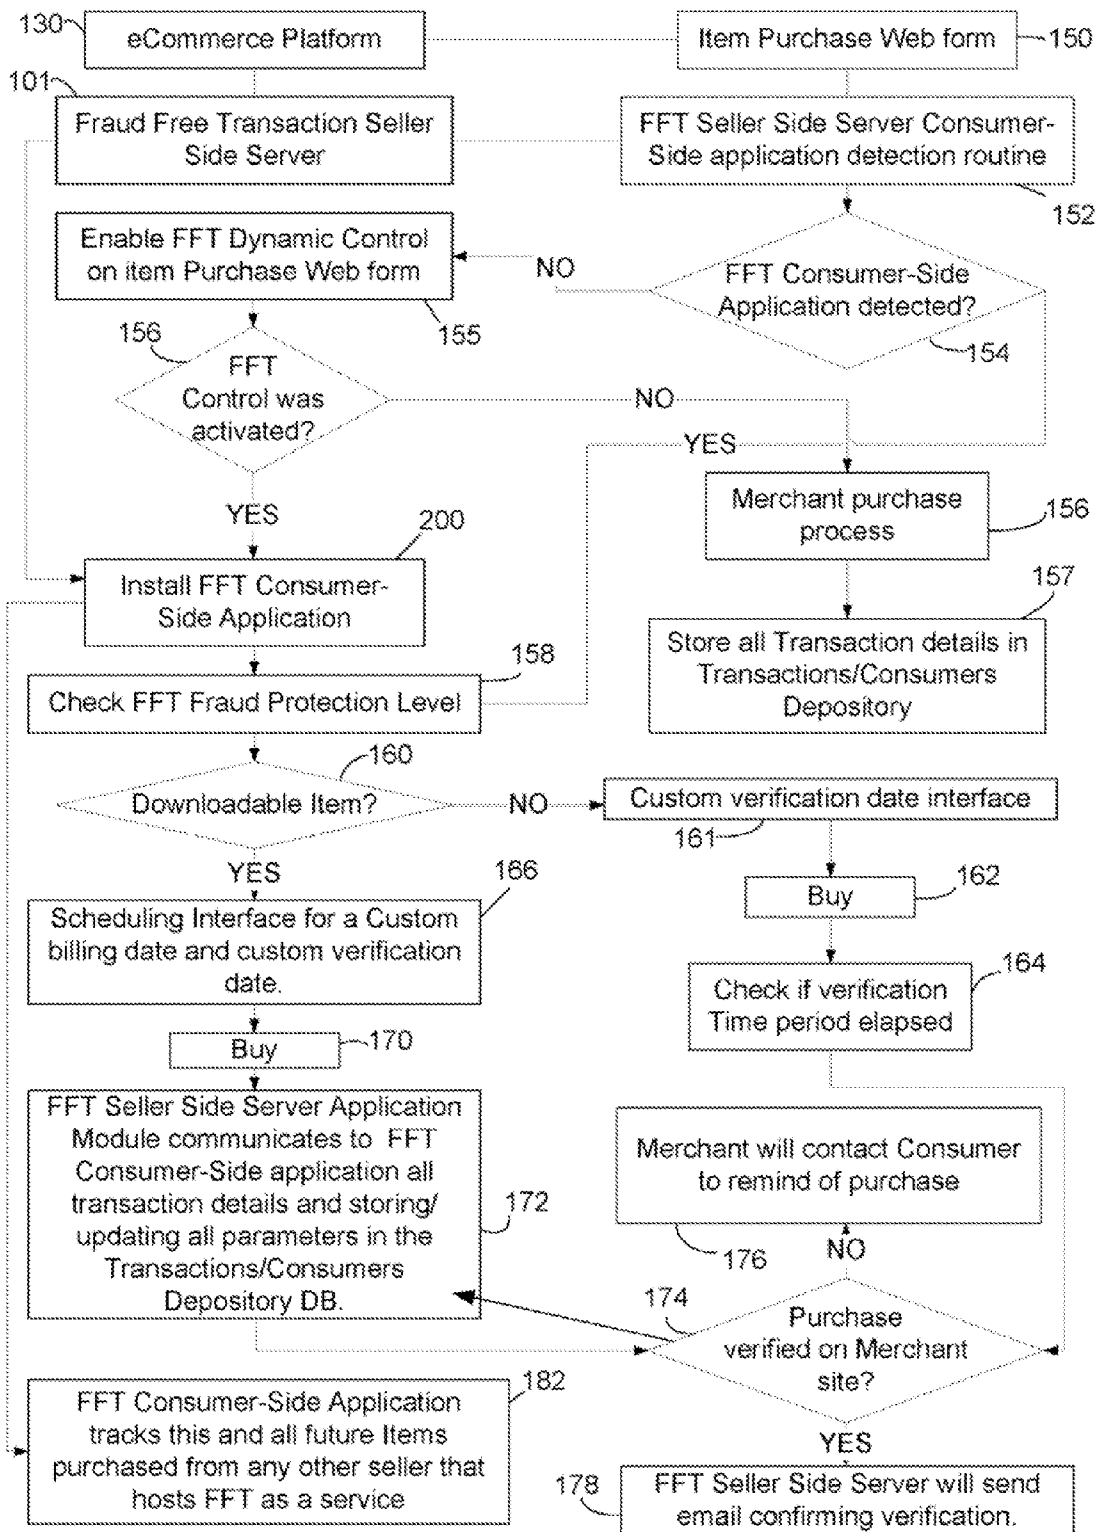 130
eCommerce Platform
Item Purchase Web form
150
101
Fraud Free Transaction Seller
Side Server
FFT Seller Side Server Consumer-
Side application detection routine
152
Enable FFT Dynamic Control
on item Purchase Web form
155
NO
FFT Consumer-Side
Application detected?
154
156
FFT
Control was
activated?
NO
YES
YES
Merchant purchase
process
156
200
Install FFT Consumer-
Side Application
157
Store all Transaction details in
Transactions/Consumers
Depository
158
Check FFT Fraud Protection Level
160
Downloadable Item?
NO
Custom verification date interface
161
YES
166
Scheduling Interface for a Custom
billing date and custom verification
date.
Buy
162
Check if verification
Time period elapsed
164
Buy
170
FFT Seller Side Server Application
Module communicates to FFT
Consumer-Side application all
transaction details and storing/
updating all parameters in the
Transactions/Consumers
Depository DB.
172
Merchant will contact Consumer
to remind of purchase
176
NO
174
Purchase
verified on Merchant
site?
182
FFT Consumer-Side Application
tracks this and all future Items
purchased from any other seller that
hosts FFT as a service
YES
178
FFT Seller Side Server will send
email confirming verification.